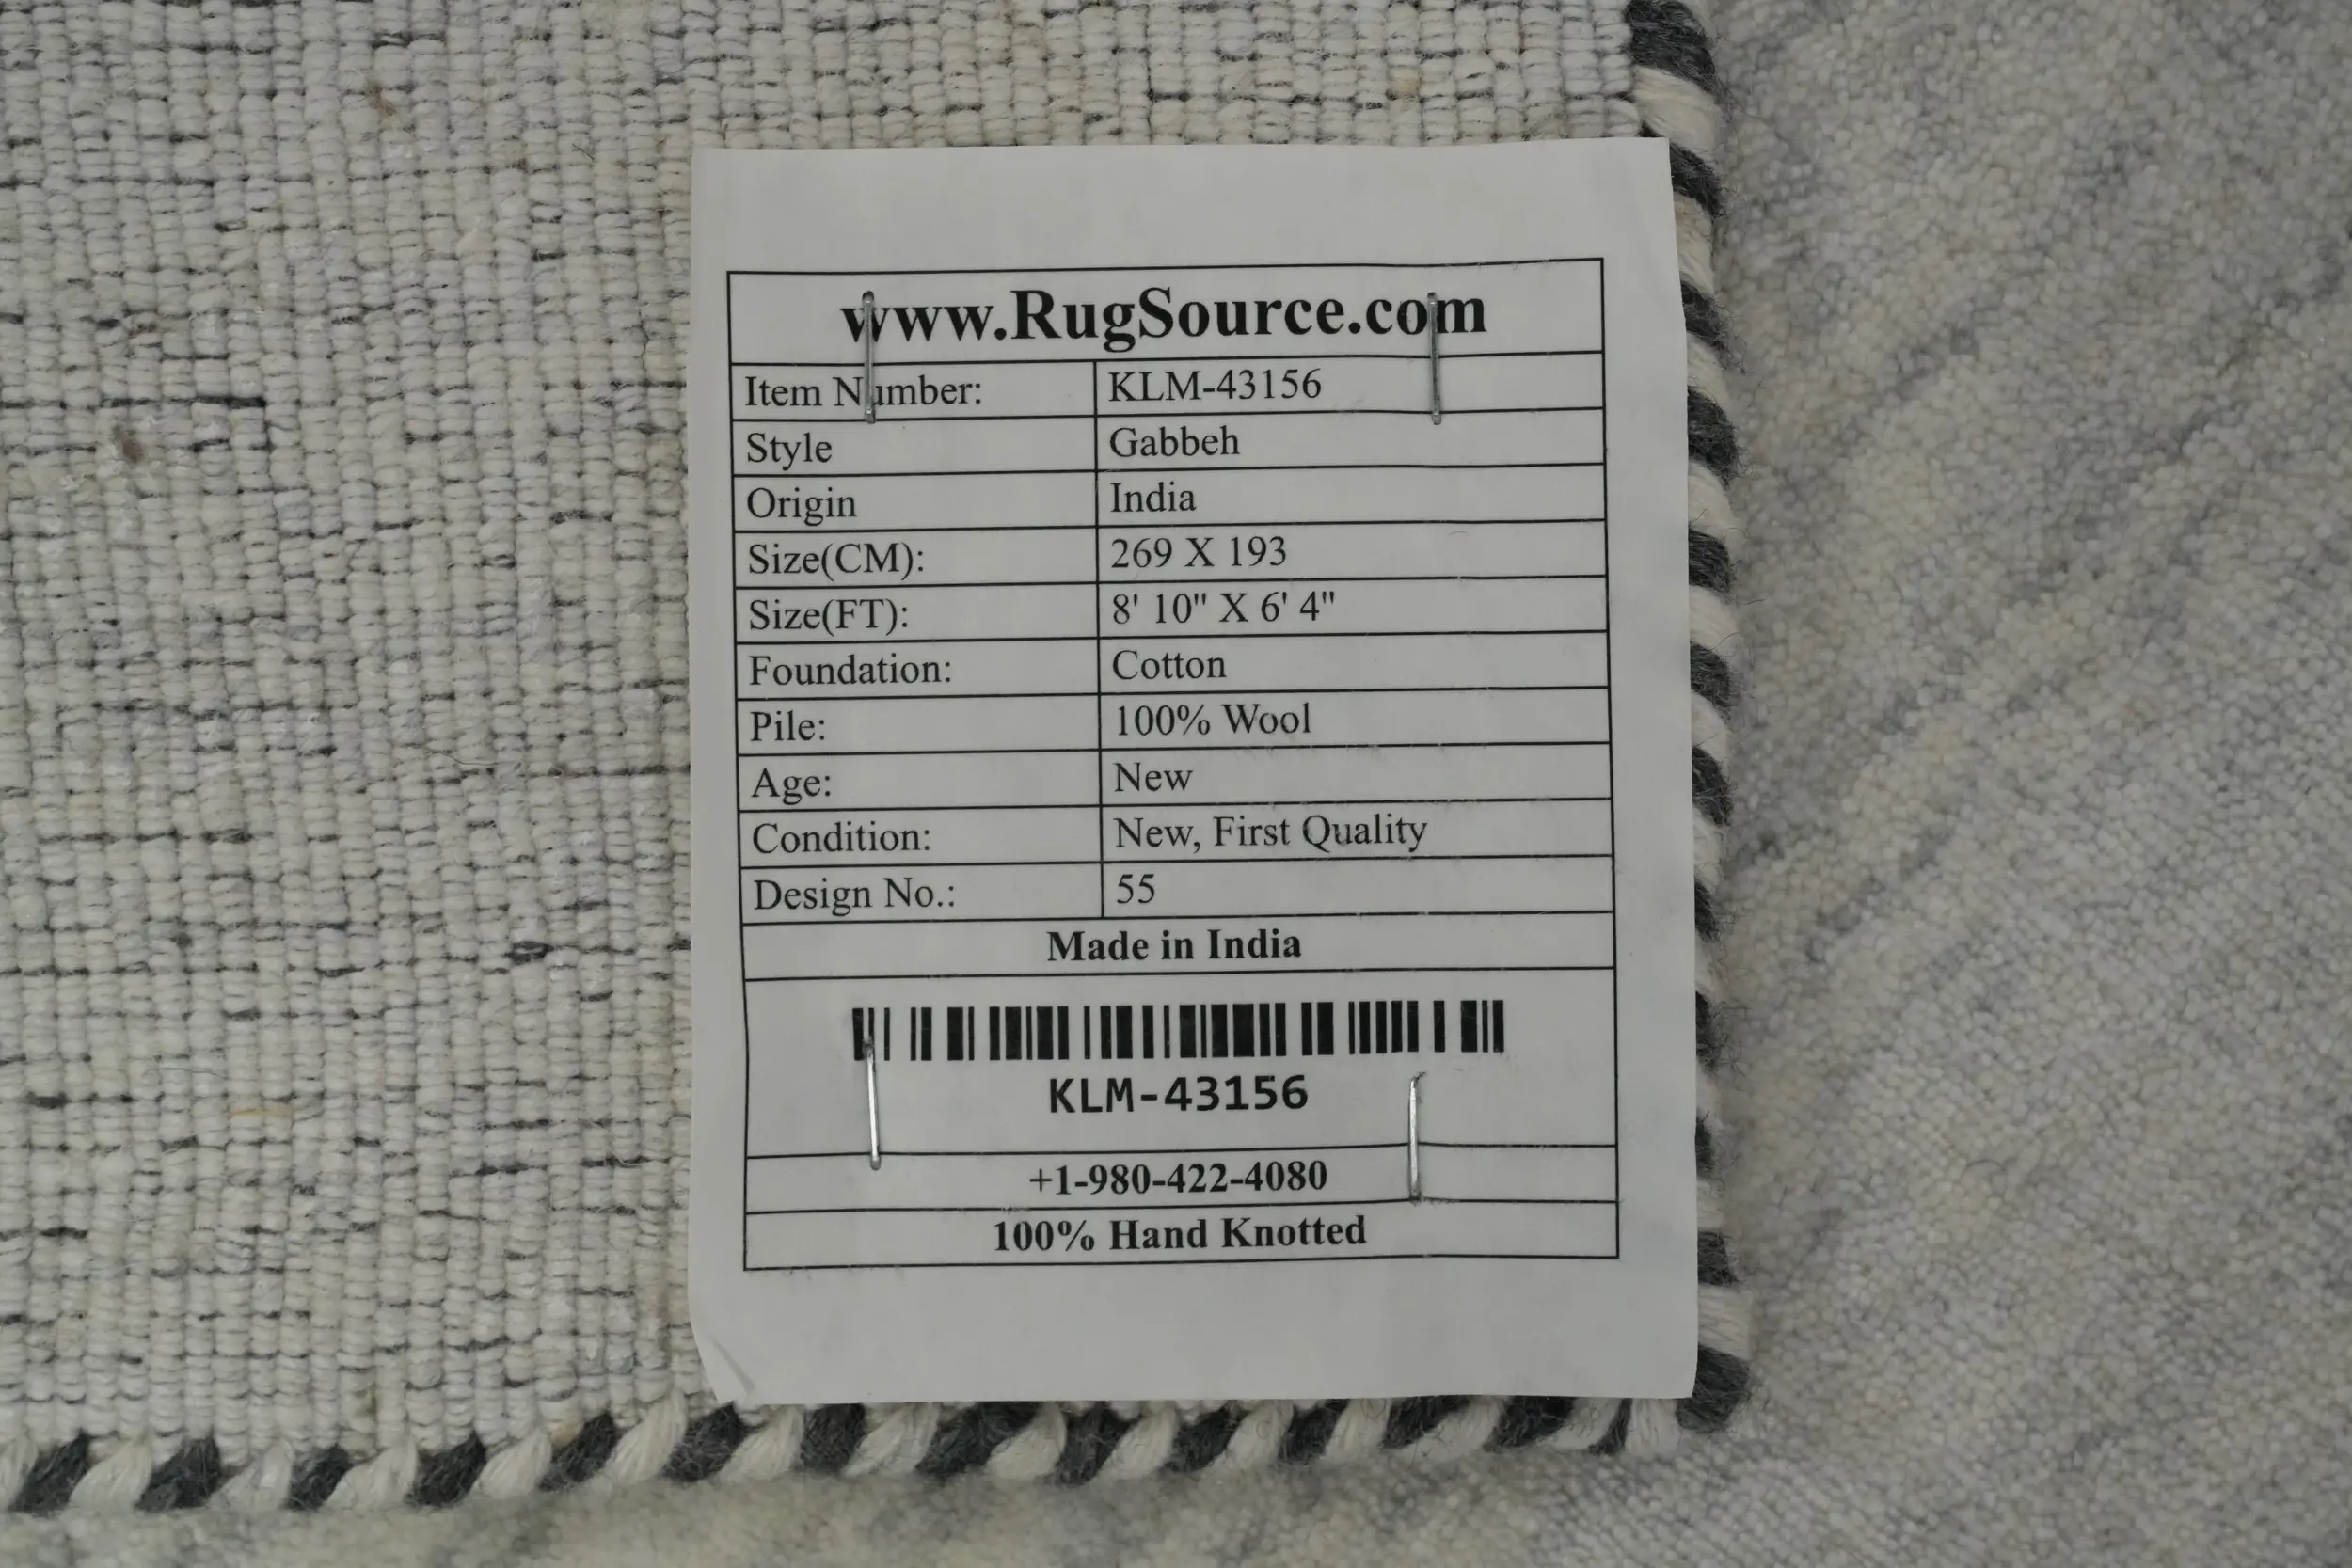 www.RugSource.com
Item Number: KLM-43156
Style Gabbeh
Origin India
Size(CM): 269 X 193
Size(FT): 8' 10" X 6' 4"
Foundation: Cotton
Pile: 100% Wool
Age: New
Condition: New, First Quality
Design No.: 55
Made in India
KLM-43156
+1-980-422-4080
100% Hand Knotted